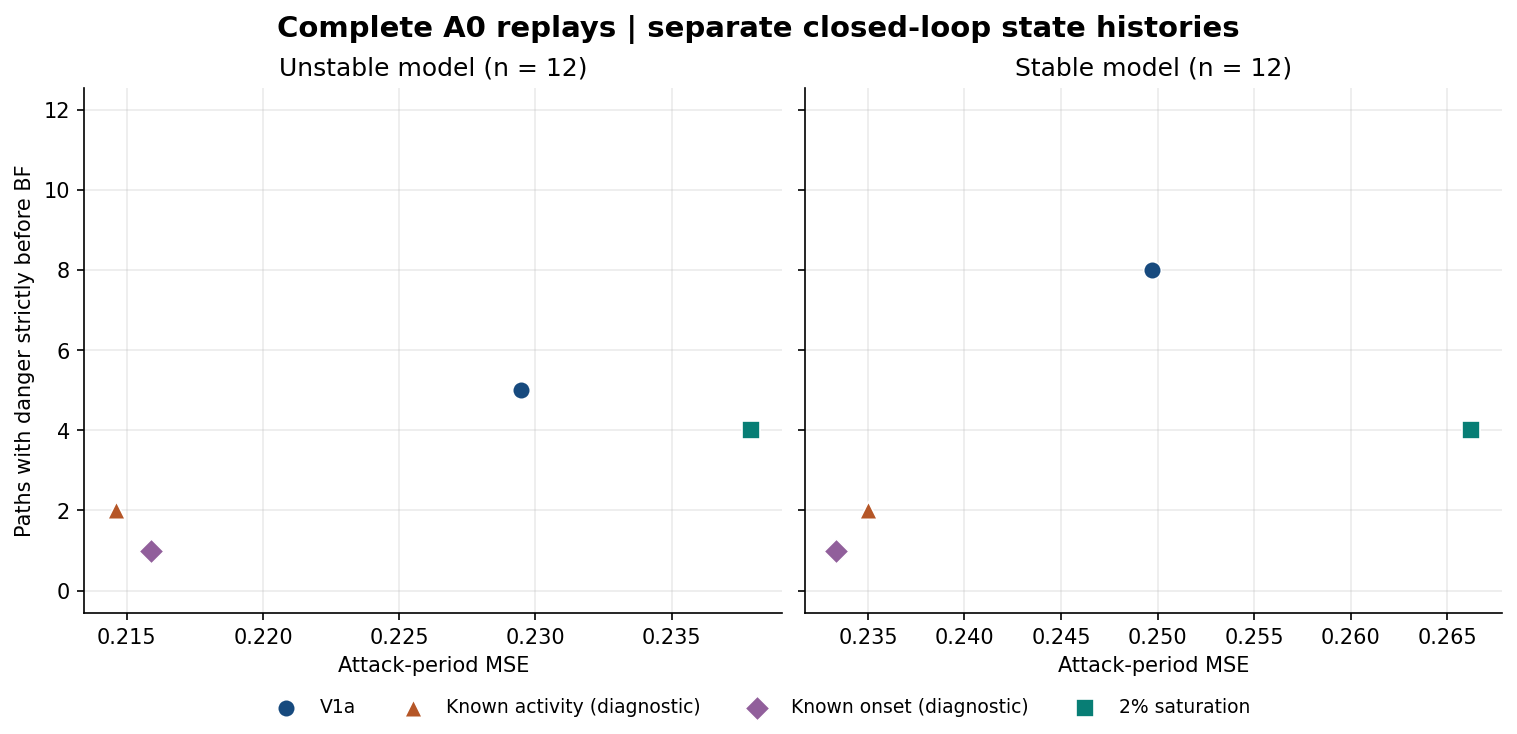 Complete A0 replays | separate closed-loop state histories
Unstable model (n = 12)
Stable model (n = 12)
Paths with danger strictly before BF
12
10
8
6
4
2
0
0.215 0.220 0.225 0.230 0.235
0.235 0.240 0.245 0.250 0.255 0.260 0.265
Attack-period MSE
Attack-period MSE
V1a Known activity (diagnostic) Known onset (diagnostic) 2% saturation